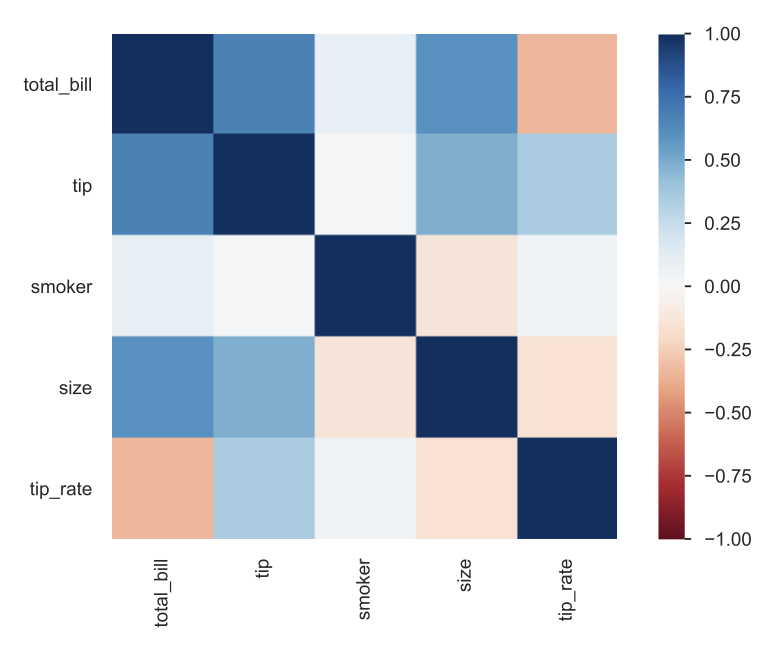 total_bill
tip
smoker
size
tip_rate
total_bill
tip
smoker
size
tip_rate
1.00
0.75
0.50
0.25
0.00
−0.25
−0.50
−0.75
−1.00